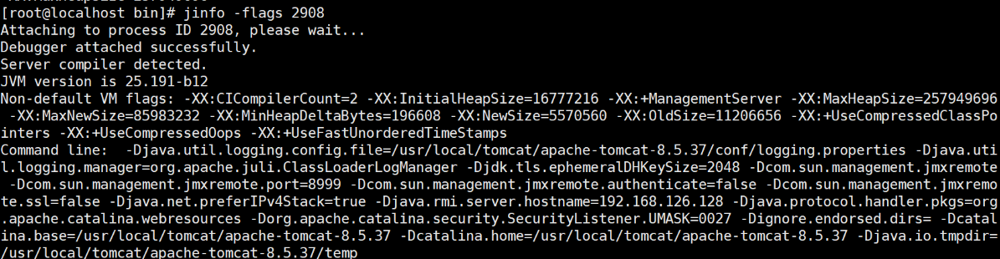 [root@localhost bin]# jinfo -flags 2908
Attaching to process ID 2908, please wait...
Debugger attached successfully.
Server compiler detected.
JVM version is 25.191-b12
Non-default VM flags: -XX:CICompilerCount=2 -XX:InitialHeapSize=16777216 -XX:+ManagementServer -XX:MaxHeapSize=257949696
-XX:MaxNewSize=85983232 -XX:MinHeapDeltaBytes=196608 -XX:NewSize=5570560 -XX:OldSize=11206656 -XX:+UseCompressedClassPo
inters -XX:+UseCompressedOops -XX:+UseFastUnorderedTimeStamps
Command line:  -Djava.util.logging.config.file=/usr/local/tomcat/apache-tomcat-8.5.37/conf/logging.properties -Djava.uti
l.logging.manager=org.apache.juli.ClassLoaderLogManager -Djdk.tls.ephemeralDHKeySize=2048 -Dcom.sun.management.jmxremote
-Dcom.sun.management.jmxremote.port=8999 -Dcom.sun.management.jmxremote.authenticate=false -Dcom.sun.management.jmxremo
te.ssl=false -Djava.net.preferIPv4Stack=true -Djava.rmi.server.hostname=192.168.126.128 -Djava.protocol.handler.pkgs=org
.apache.catalina.webresources -Dorg.apache.catalina.security.SecurityListener.UMASK=0027 -Dignore.endorsed.dirs= -Dcatal
ina.base=/usr/local/tomcat/apache-tomcat-8.5.37 -Dcatalina.home=/usr/local/tomcat/apache-tomcat-8.5.37 -Djava.io.tmpdir=
/usr/local/tomcat/apache-tomcat-8.5.37/temp